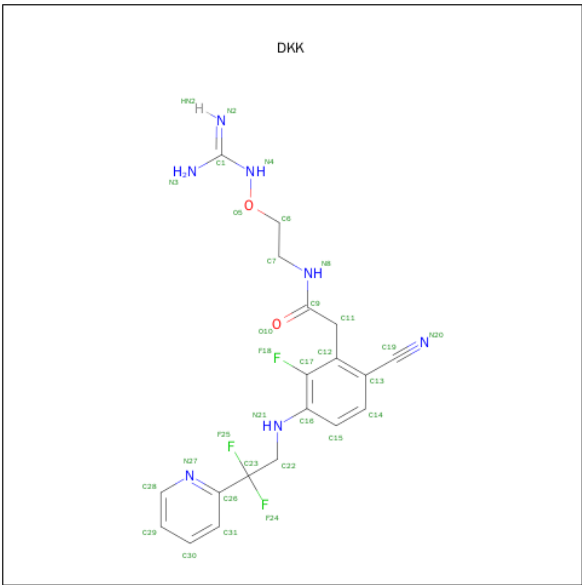 DKK
HN2 H N N2
H₂N N3 C1 NH N4
O O5 C6
C7 NH N8
C9
O O10 C11
C12 C19 N N20
F18 F C17 C13
N21 HN C16 C14
C15
F25 F
N27 N C23 C22
C28 C26 F
F24
C29 C31
C30